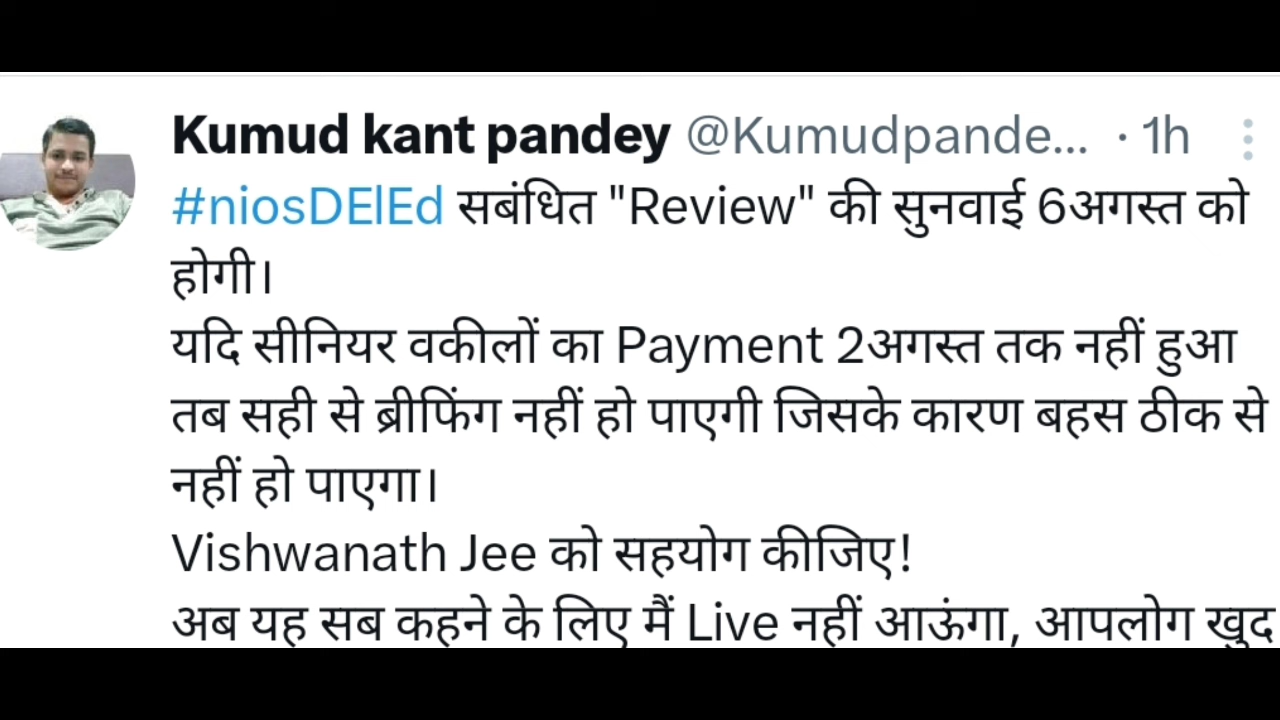 Kumud kant pandey @Kumudpande... · 1h
#niosDElEd सबंधित "Review" की सुनवाई 6अगस्त को
होगी।
यदि सीनियर वकीलों का Payment 2अगस्त तक नहीं हुआ
तब सही से ब्रीफिंग नहीं हो पाएगी जिसके कारण बहस ठीक से
नहीं हो पाएगा।
Vishwanath Jee को सहयोग कीजिए!
अब यह सब कहने के लिए मैं Live नहीं आऊंगा, आपलोग खुद